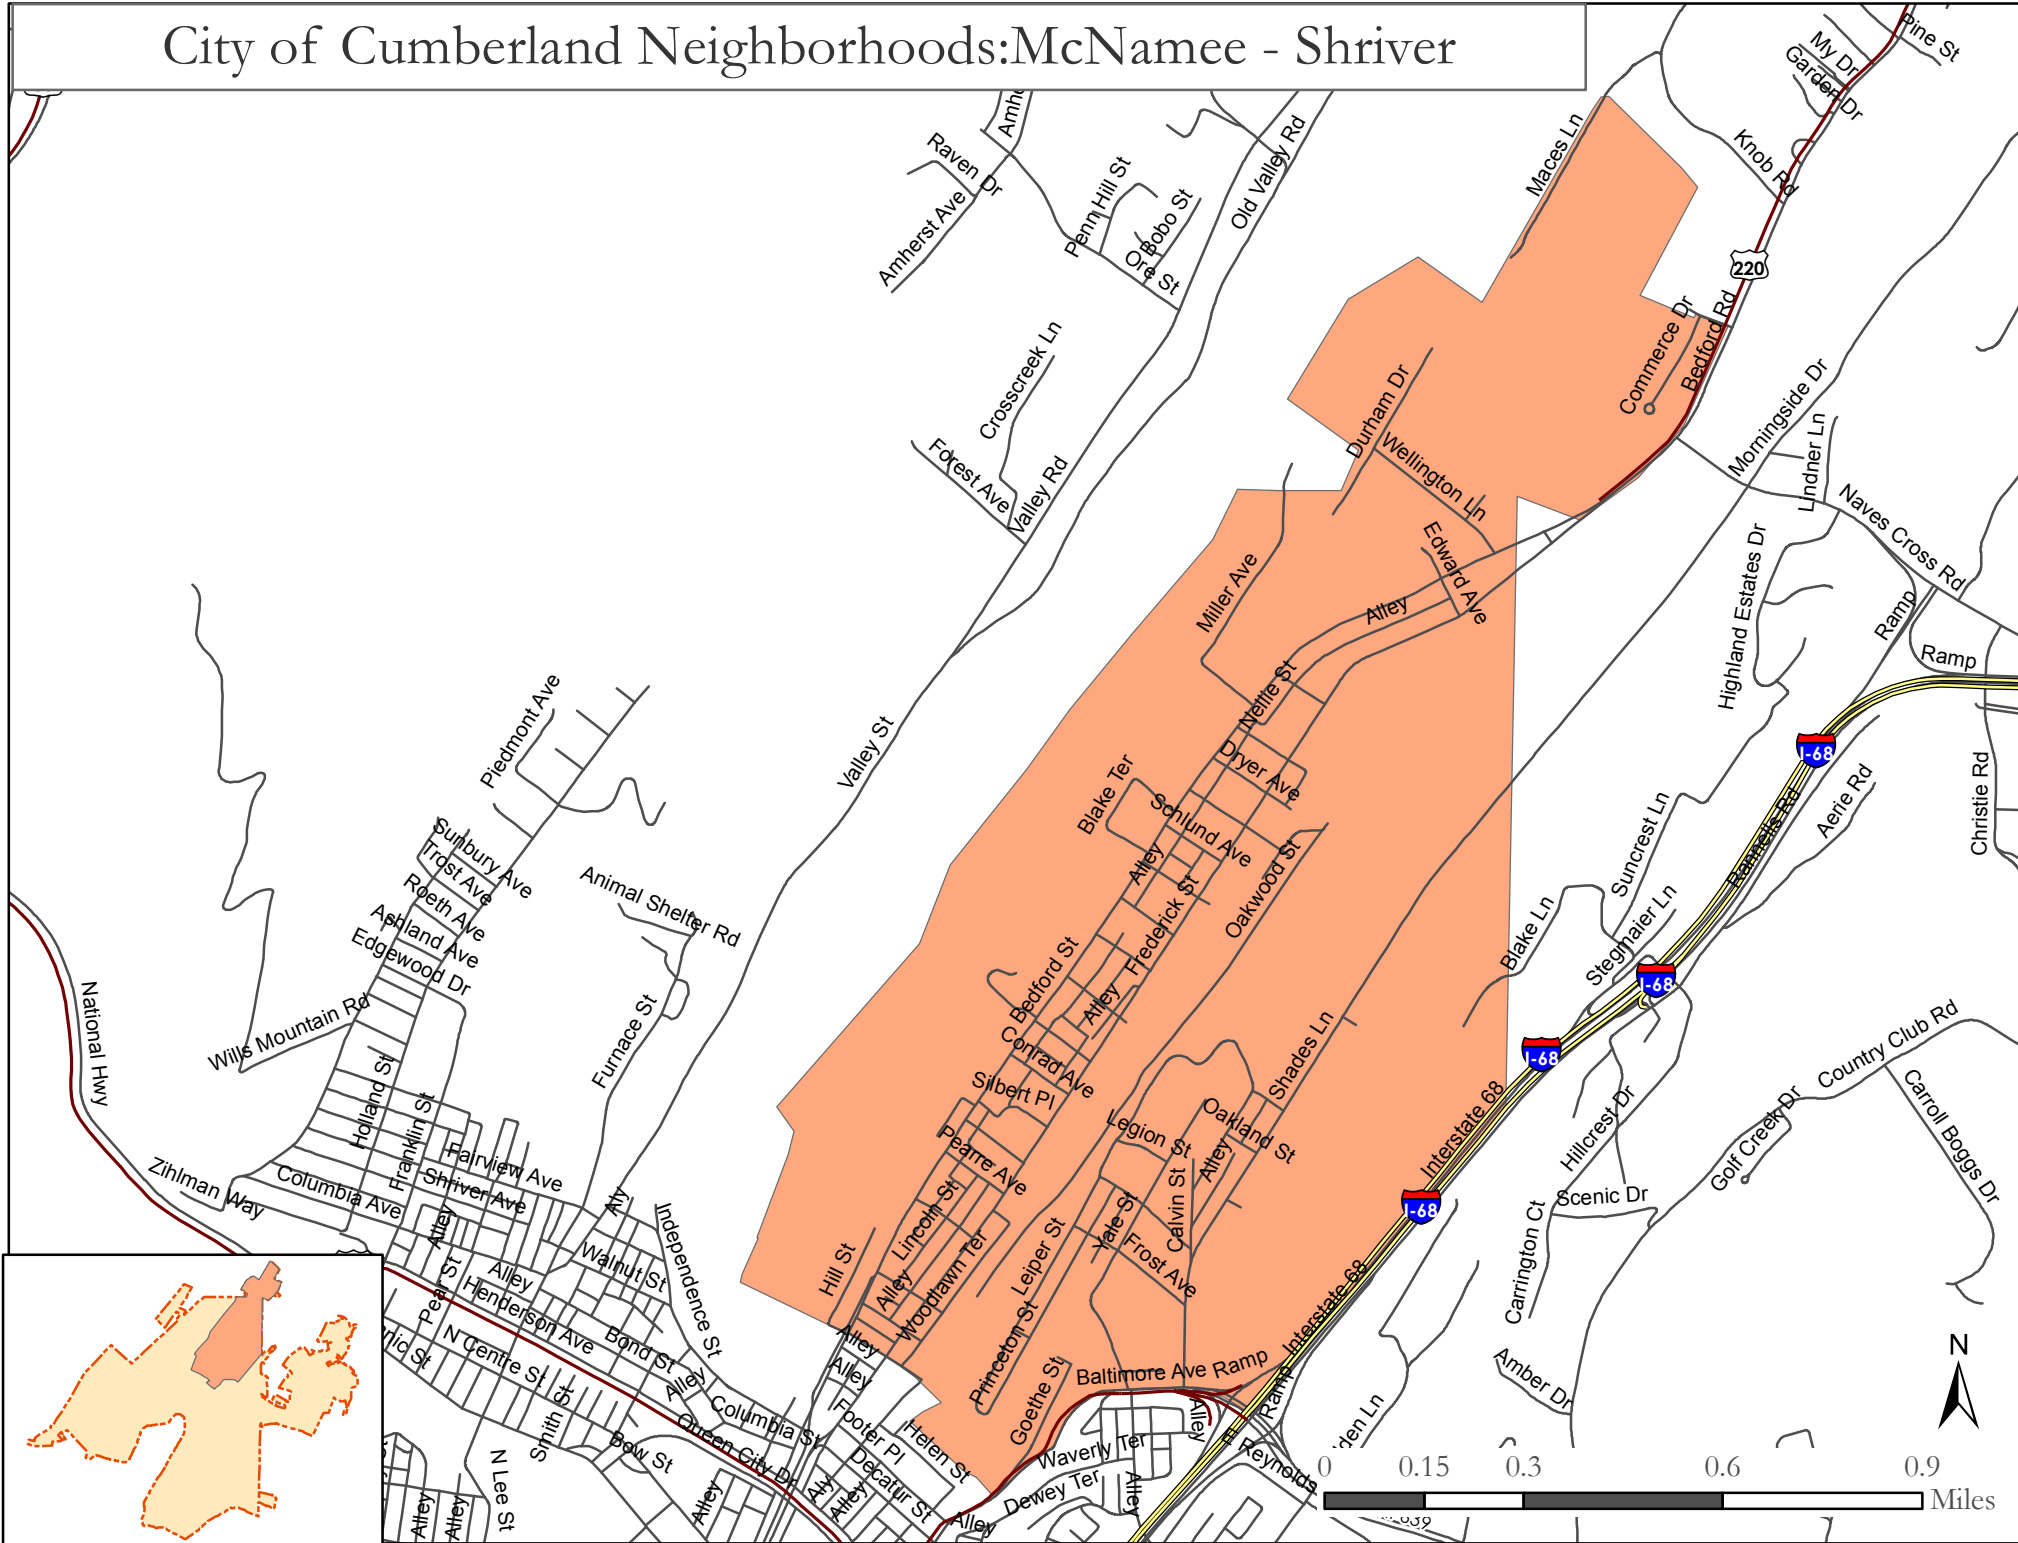 City of Cumberland Neighborhoods:McNamee - Shriver
Pine St
My Dr
Garden Dr
Knob Rd
Maces Ln
Raven Dr
Amherst Ave
Penn Hill St
Bobo St
Ore St
Old Valley Rd
220
Commerce Dr
Bedford Rd
Crosscreek Ln
Forest Ave
Valley Rd
Durham Dr
Wellington Ln
Edward Ave
Morningside Dr
Lindner Ln
Naves Cross Rd
Highland Estates Dr
Ramp
Ramp
Miller Ave
Alley
Nellie St
Dryer Ave
Piedmont Ave
Valley St
Blake Ter
Schlund Ave
Alley
Oakwood St
Frederick St
I-68
Rannells Rd
Aerie Rd
Christie Rd
Suncrest Ln
Stegmaier Ln
Blake Ln
I-68
I-68
Sunbury Ave
Trost Ave
Roeth Ave
Ashland Ave
Edgewood Dr
Animal Shelter Rd
Wills Mountain Rd
National Hwy
Furnace St
Bedford St
Alley
Conrad Ave
Silbert Pl
Shades Ln
Legion St
Oakland St
Alley
Interstate 68
I-68
Hillcrest Dr
Country Club Rd
Golf Creek Dr
Carroll Boggs Dr
Scenic Dr
Carrington Ct
Holland St
Franklin St
Fairview Ave
Shriver Ave
Zihlman Way
Columbia Ave
Alley
Aly
Independence St
Walnut St
Pearre Ave
Lincoln St
Hill St
Alley
Woodlawn Ter
Leiper St
Yale St
Calvin St
Frost Ave
Princeton St
Goethe St
Interstate 68
Pear St
Alley
Henderson Ave
N Centre St
Bond St
Alley
Smith St
Columbia St
Queen City Dr
Bow St
N Lee St
Alley
Alley
Alley
Alley
Alley
Footer Pl
Helen St
Decatur St
Aly
Alley
Alley
Baltimore Ave
Ramp
Ramp
Waverly Ter
Dewey Ter
Alley
Alley
E Reynolds
Amber Dr
N
0 0.15 0.3 0.6 0.9
Miles